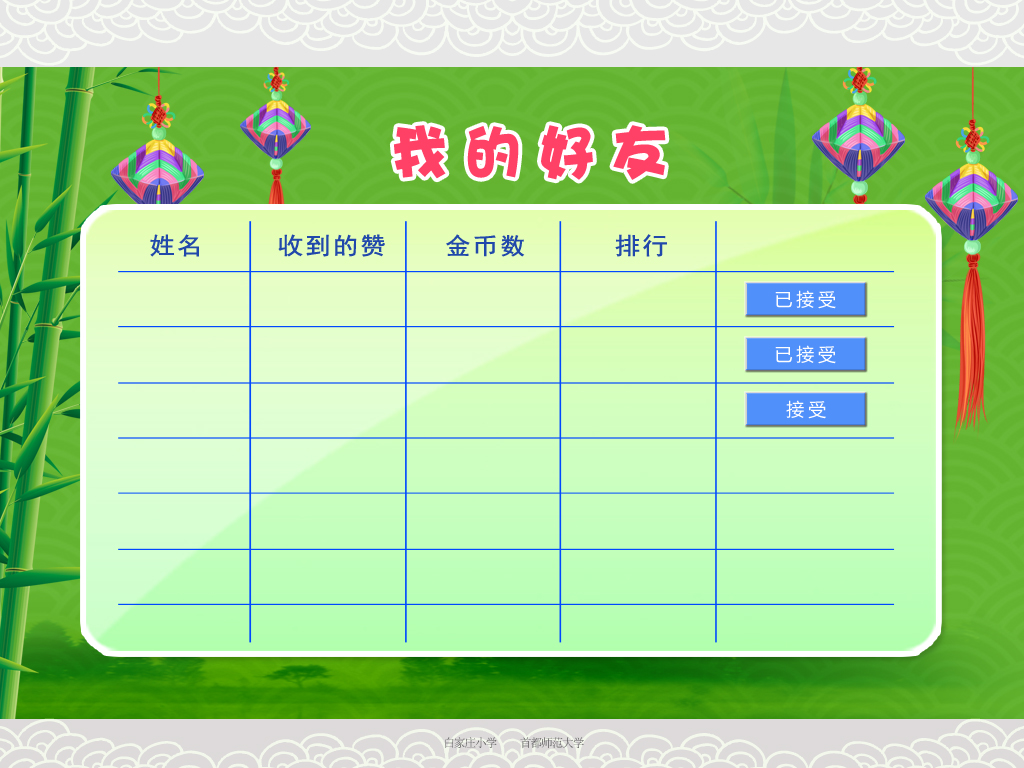 我的好友
姓名 收到的赞 金币数 排行
已接受
已接受
接受
白家庄小学 首都师范大学